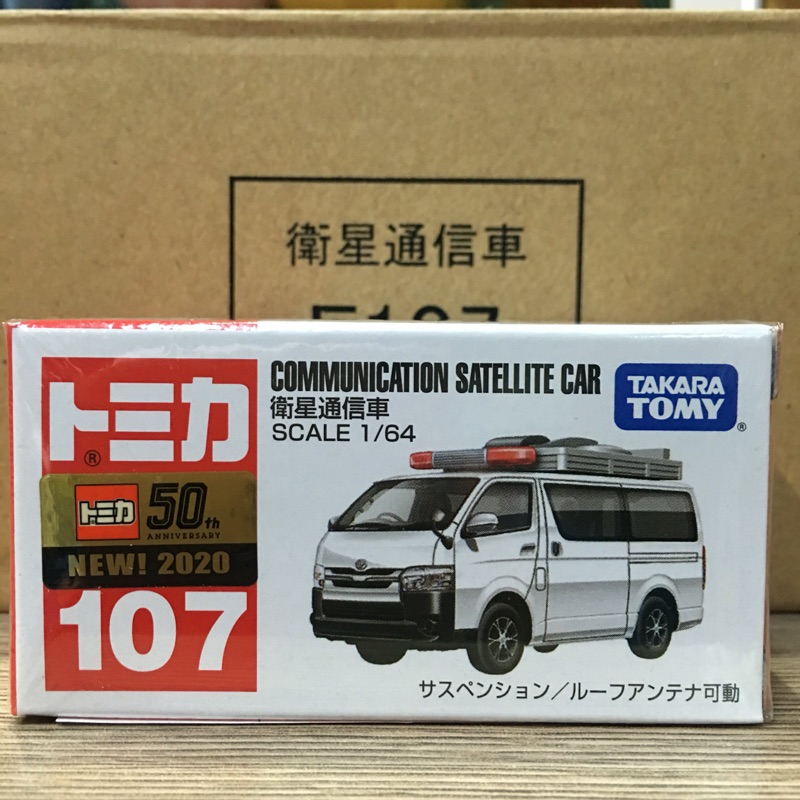 衛星通信車
トミカ
®
トミカ 50th
ANNIVERSARY
NEW! 2020
107
COMMUNICATION SATELLITE CAR
衛星通信車
SCALE 1/64
TAKARA
TOMY
®
サスペンション/ルーフアンテナ可動